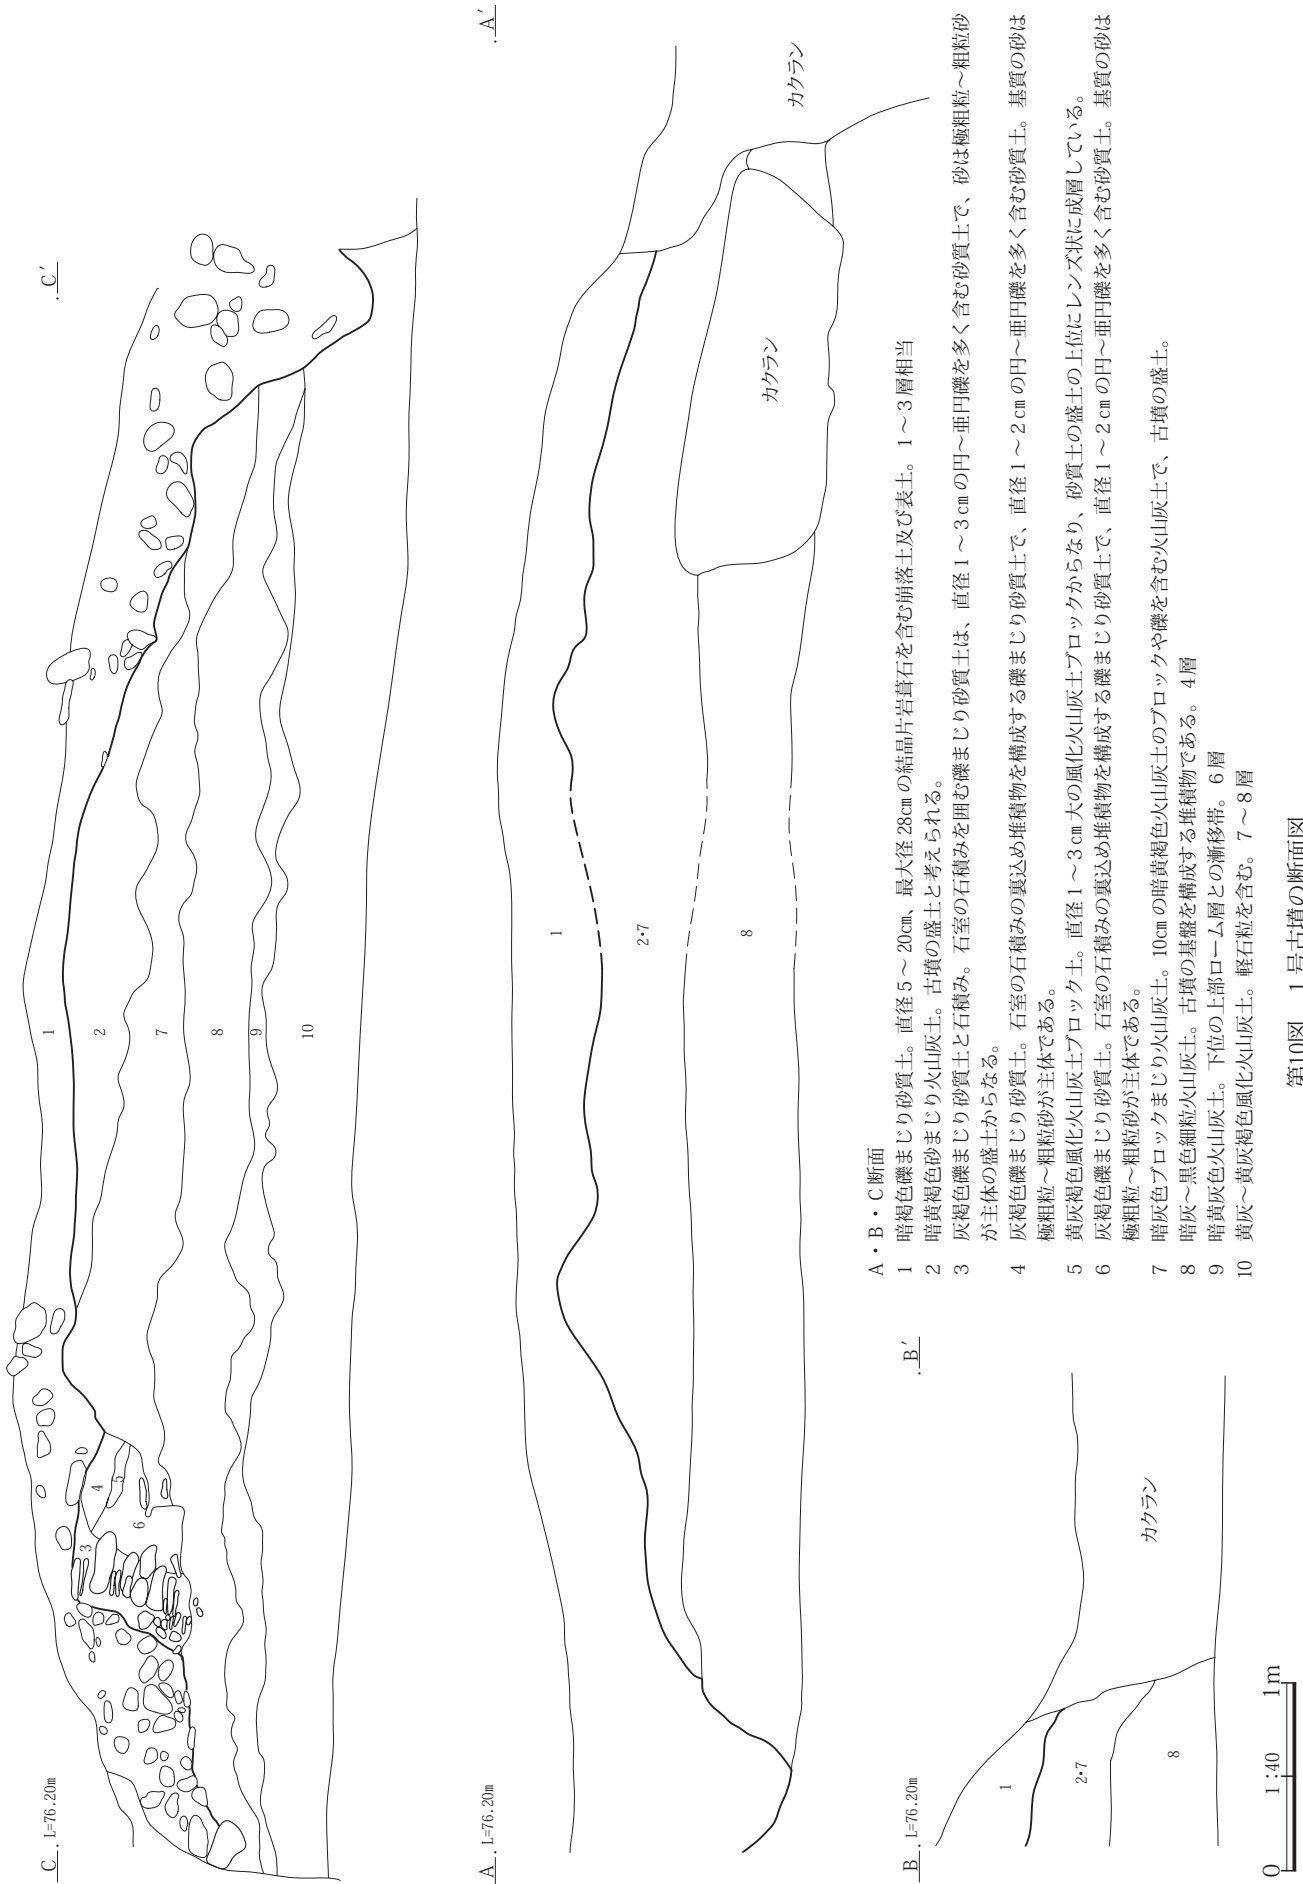 C . L=76.20m
. C′
1
2
7
8
9
10
3
4
5
6
A . L=76.20m
. A′
1
2•7
8
カクラン
カクラン
B . L=76.20m
. B′
1
2•7
8
カクラン
A・B・C断面
1 暗褐色礫まじり砂質土。直径5～20cm、最大径28cmの結晶片岩葺石を含む崩落土及び表土。1～3層相当
2 暗黄褐色砂まじり火山灰土。古墳の盛土と考えられる。
3 灰褐色礫まじり砂質土と石積み。石室の石積みを囲む礫まじり砂質土は、直径1～3cmの円～亜円礫を多く含む砂質土で、砂は極粗粒～粗粒砂
が主体の盛土からなる。
4 灰褐色礫まじり砂質土。石室の石積みの裏込め堆積物を構成する礫まじり砂質土で、直径1～2cmの円～亜円礫を多く含む砂質土。基質の砂は
極粗粒～粗粒砂が主体である。
5 黄灰褐色風化火山灰土ブロック土。直径1～3cm大の風化火山灰土ブロックからなり、砂質土の盛土の上位にレンズ状に成層している。
6 灰褐色礫まじり砂質土。石室の石積みの裏込め堆積物を構成する礫まじり砂質土で、直径1～2cmの円～亜円礫を多く含む砂質土。基質の砂は
極粗粒～粗粒砂が主体である。
7 暗灰色ブロックまじり火山灰土。10cmの暗黄褐色火山灰土のブロックや礫を含む火山灰土で、古墳の盛土。
8 暗灰～黒色細粒火山灰土。古墳の基盤を構成する堆積物である。4層
9 暗黄灰色火山灰土。下位の上部ローム層との漸移帯。6層
10 黄灰～黄灰褐色風化火山灰土。軽石粒を含む。7～8層
0 1:40 1m
第10図 1号古墳の断面図